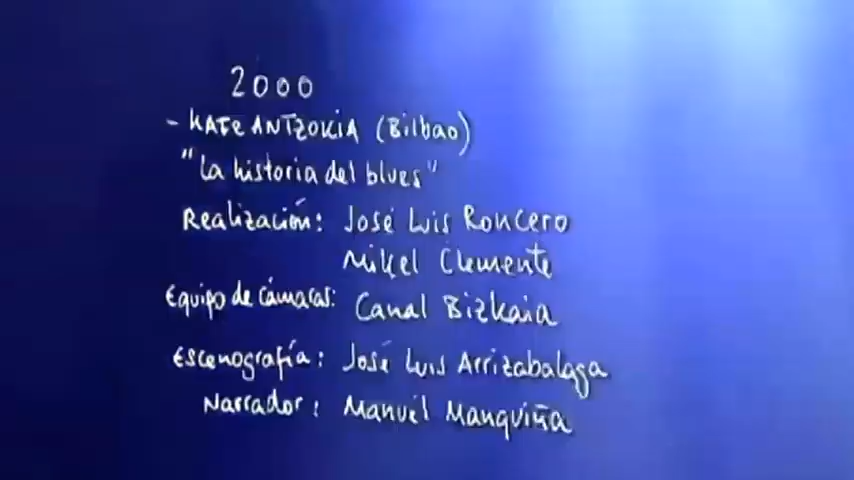 2000
- KAFE ANTZOKIA (Bilbao)
"La historia del blues"
Realización: José Luis Roncero
Mikel Clemente
Equipo de cámaras: Canal Bizkaia
Escenografía: José Luis Arrizabalaga
Narrador: Manuel Manquiña